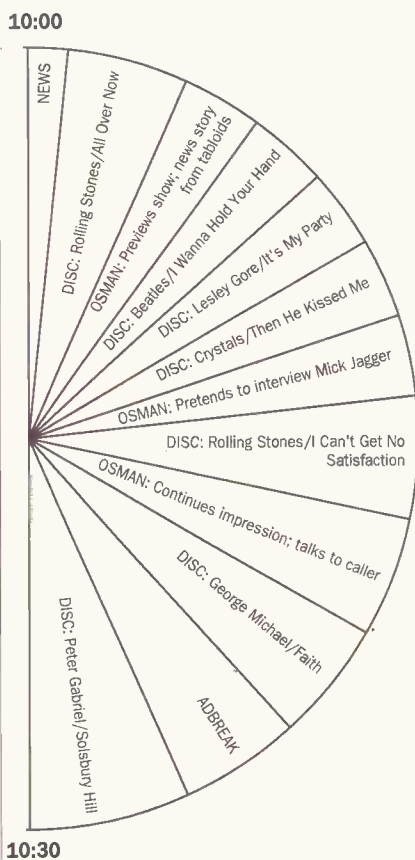 10:00
NEWS
DISC: Rolling Stones/All Over Now
OSMAN: Previews show; news story
from tabloids
DISC: Beatles/I Wanna Hold Your Hand
DISC: Lesley Gore/It's My Party
DISC: Crystals/Then He Kissed Me
OSMAN: Pretends to interview Mick Jagger
DISC: Rolling Stones/I Can't Get No
Satisfaction
OSMAN: Continues impression; talks to caller
DISC: George Michael/Faith
ADBREAK
DISC: Peter Gabriel/Solsbury Hill
10:30